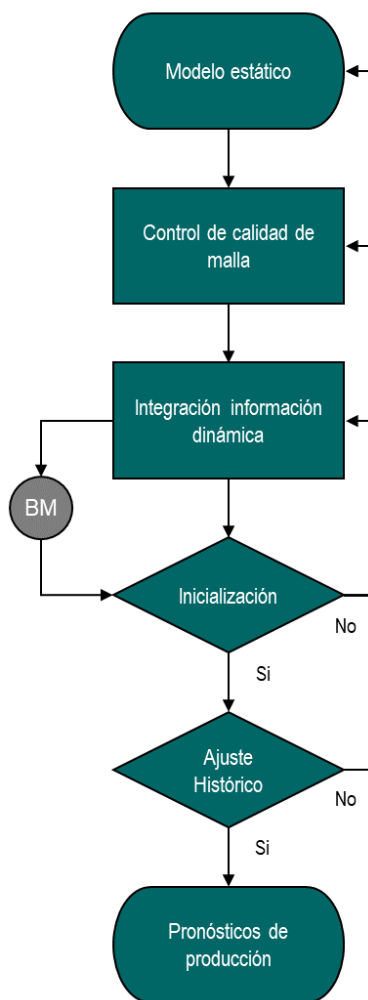 Modelo estático
Control de calidad de
malla
Integración información
dinámica
BM
Inicialización
No
Si
Ajuste
Histórico
No
Si
Pronósticos de
producción